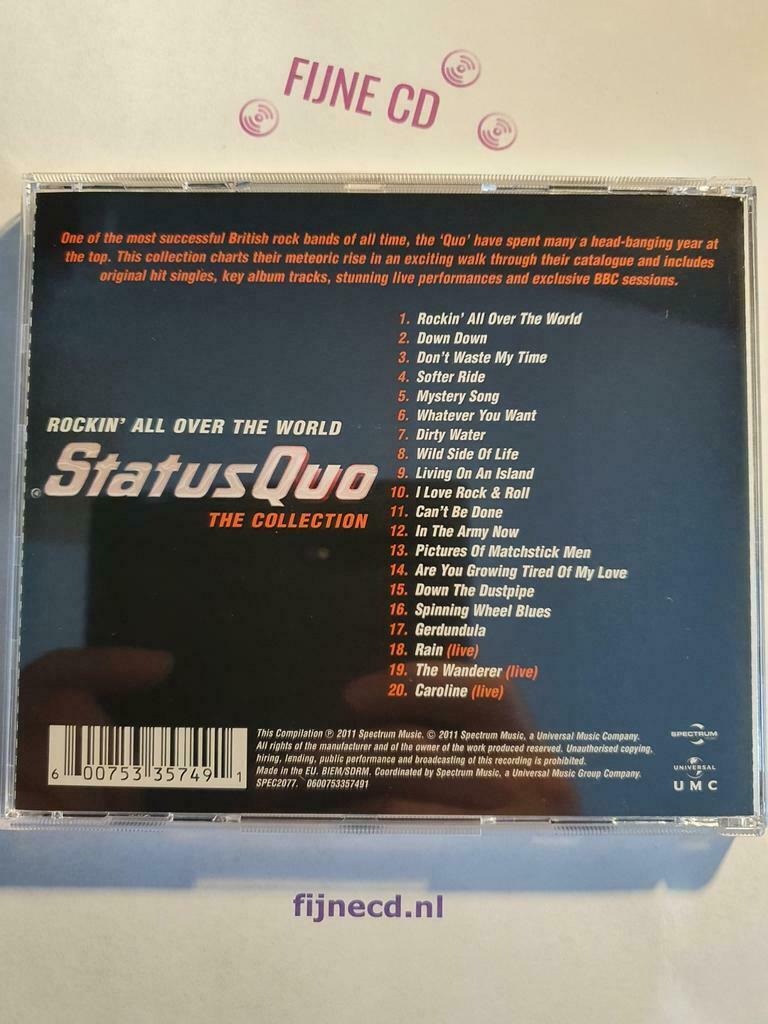 FIJNE CD
One of the most successful British rock bands of all time, the 'Quo' have spent many a head-banging year at
the top. This collection charts their meteoric rise in an exciting walk through their catalogue and includes
original hit singles, key album tracks, stunning live performances and exclusive BBC sessions.
1. Rockin' All Over The World
2. Down Down
3. Don't Waste My Time
4. Softer Ride
5. Mystery Song
6. Whatever You Want
7. Dirty Water
8. Wild Side Of Life
9. Living On An Island
10. I Love Rock & Roll
11. Can't Be Done
12. In The Army Now
13. Pictures Of Matchstick Men
14. Are You Growing Tired Of My Love
15. Down The Dustpipe
16. Spinning Wheel Blues
17. Gerdundula
18. Rain (live)
19. The Wanderer (live)
20. Caroline (live)
ROCKIN' ALL OVER THE WORLD
StatusQuo
THE COLLECTION
6 00753 35749 1
This Compilation ℗ 2011 Spectrum Music. © 2011 Spectrum Music, a Universal Music Company.
All rights of the manufacturer and of the owner of the work produced reserved. Unauthorised copying,
hiring, lending, public performance and broadcasting of this recording is prohibited.
Made in the EU. BIEM/SDRM. Coordinated by Spectrum Music, a Universal Music Group Company.
SPEC2077. 0600753357491
SPECTRUM
UNIVERSAL
UMC
fijnecd.nl